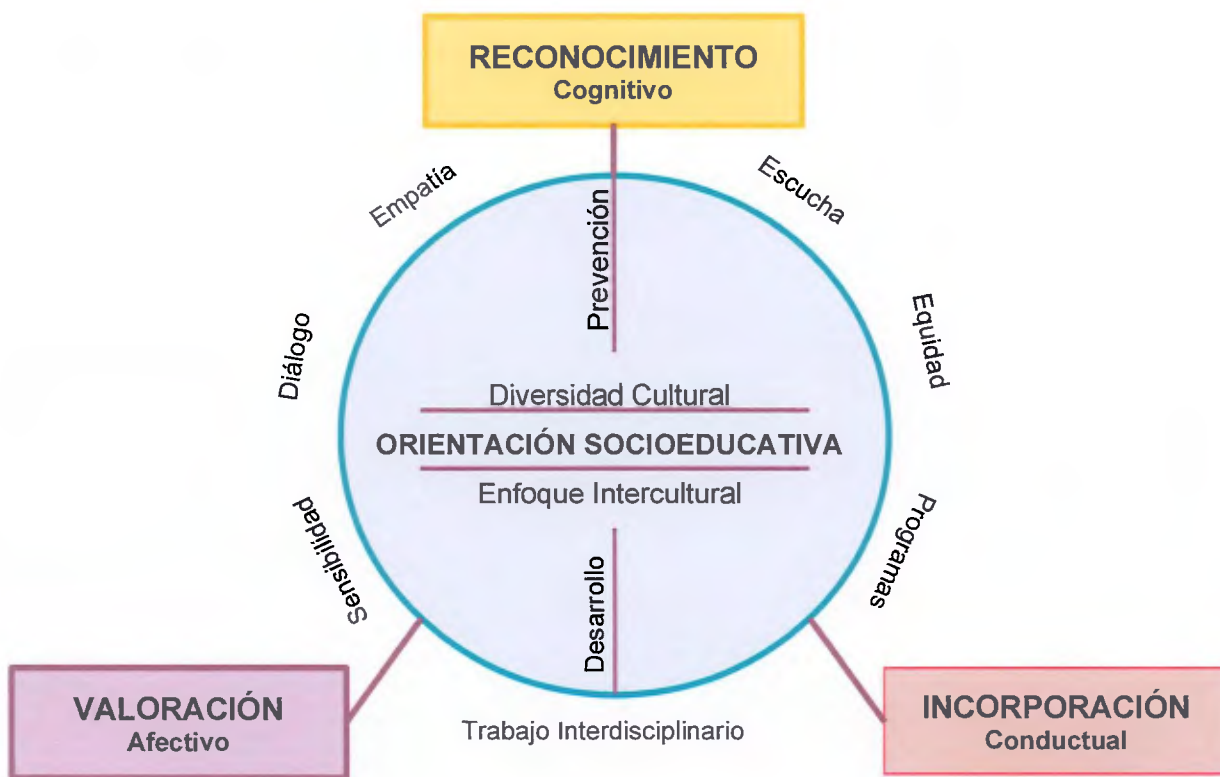 RECONOCIMIENTO
Cognitivo
Empatía
Escucha
Prevención
Diálogo
Equidad
Diversidad Cultural
ORIENTACIÓN SOCIOEDUCATIVA
Enfoque Intercultural
Sensibilidad
Programas
Desarrollo
VALORACIÓN
Afectivo
Trabajo Interdisciplinario
INCORPORACIÓN
Conductual